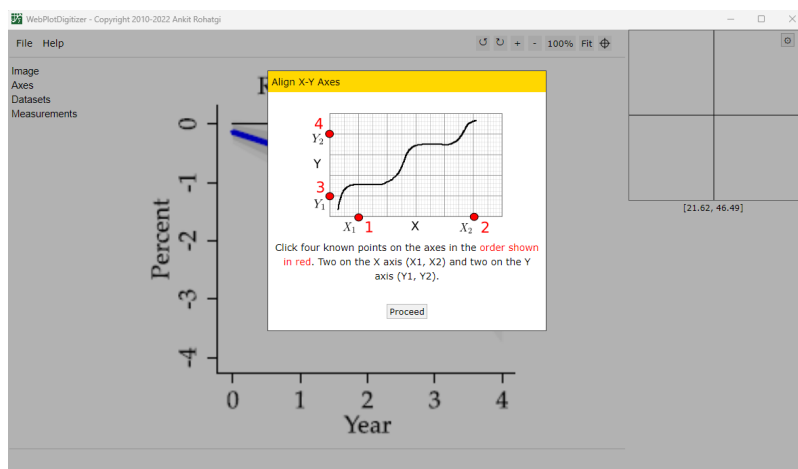 WebPlotDigitizer - Copyright 2010-2022 Ankit Rohatgi
File Help
+ - 100% Fit
Image
Axes
Datasets
Measurements
Align X-Y Axes
4
Y2
Y
3
Y1
X1 1 X X2 2
Click four known points on the axes in the order shown
in red. Two on the X axis (X1, X2) and two on the Y
axis (Y1, Y2).
Proceed
[21.62, 46.49]
Percent
0
-1
-2
-3
-4
0 1 2 3 4
Year